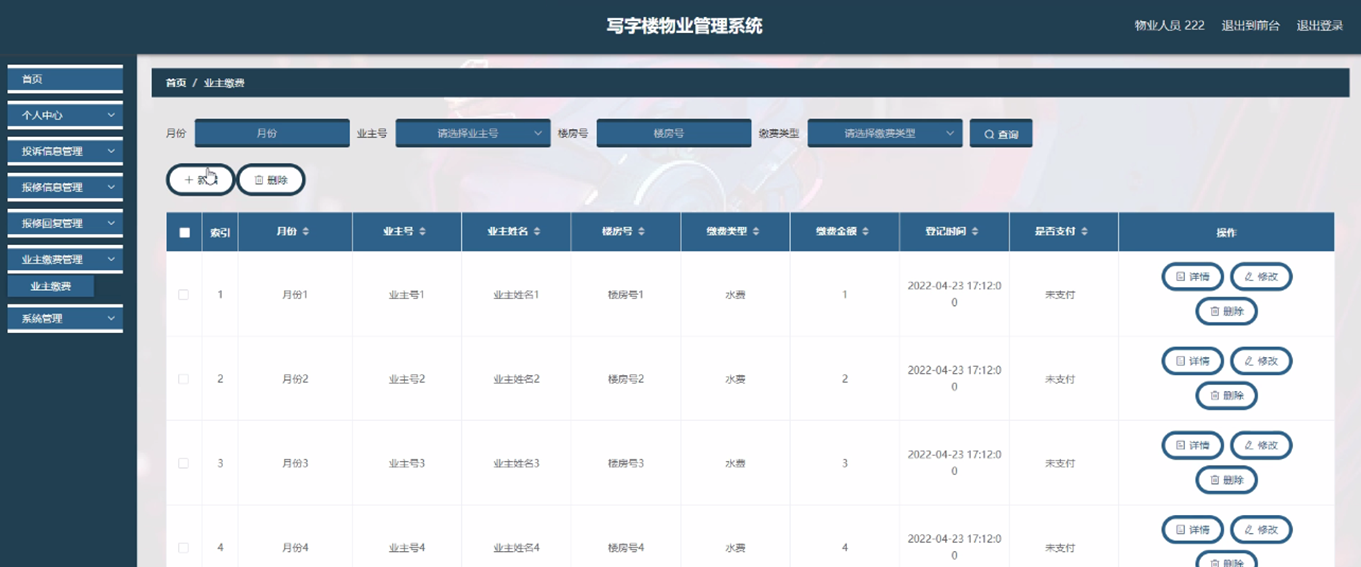 写字楼物业管理系统
物业人员 222 退出到前台 退出登录
首页
个人中心
投诉信息管理
报修信息管理
报修回复管理
业主缴费管理
业主缴费
系统管理
首页 / 业主缴费
月份 月份 业主号 请选择业主号 楼房号 楼房号 缴费类型 请选择缴费类型 查询
+ 删除
索引 月份 业主号 业主姓名 楼房号 缴费类型 缴费金额 登记时间 是否支付 操作
1 月份1 业主号1 业主姓名1 楼房号1 水费 1 2022-04-23 17:12:0 未支付 详情 修改
0 删除
2 月份2 业主号2 业主姓名2 楼房号2 水费 2 2022-04-23 17:12:0 未支付 详情 修改
0 删除
3 月份3 业主号3 业主姓名3 楼房号3 水费 3 2022-04-23 17:12:0 未支付 详情 修改
0 删除
4 月份4 业主号4 业主姓名4 楼房号4 水费 4 2022-04-23 17:12:0 未支付 详情 修改
0 删除